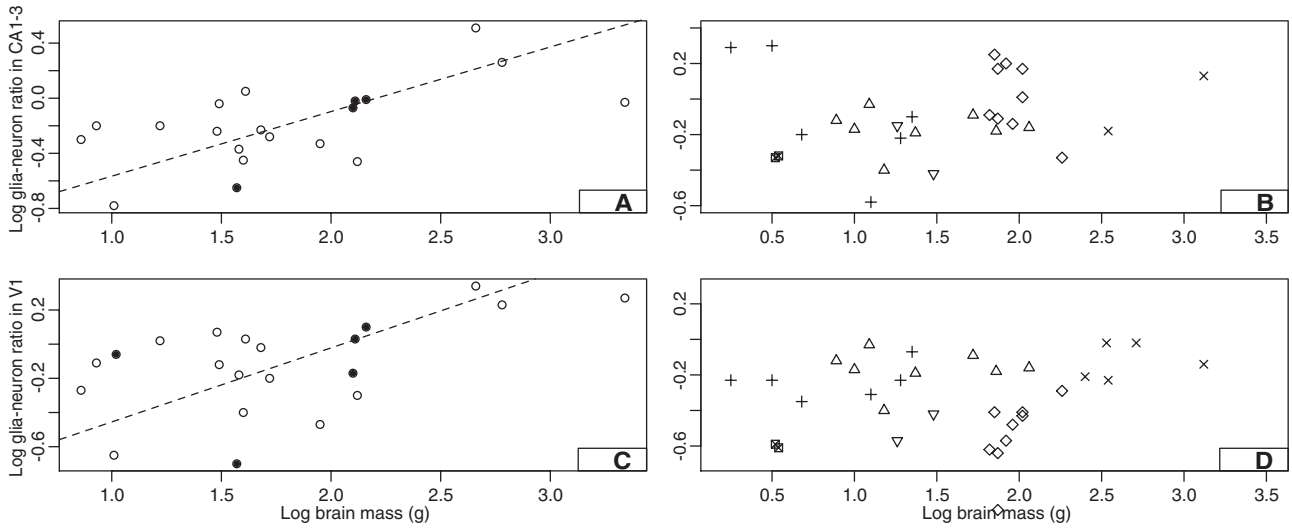 Log glia-neuron ratio in CA1-3
0.4
0.0
-0.4
-0.8
1.0 1.5 2.0 2.5 3.0
A
0.2
-0.2
-0.6
0.5 1.0 1.5 2.0 2.5 3.0 3.5
B
Log glia-neuron ratio in V1
0.2
-0.2
-0.6
1.0 1.5 2.0 2.5 3.0
Log brain mass (g)
C
0.2
-0.2
-0.6
0.5 1.0 1.5 2.0 2.5 3.0 3.5
Log brain mass (g)
D